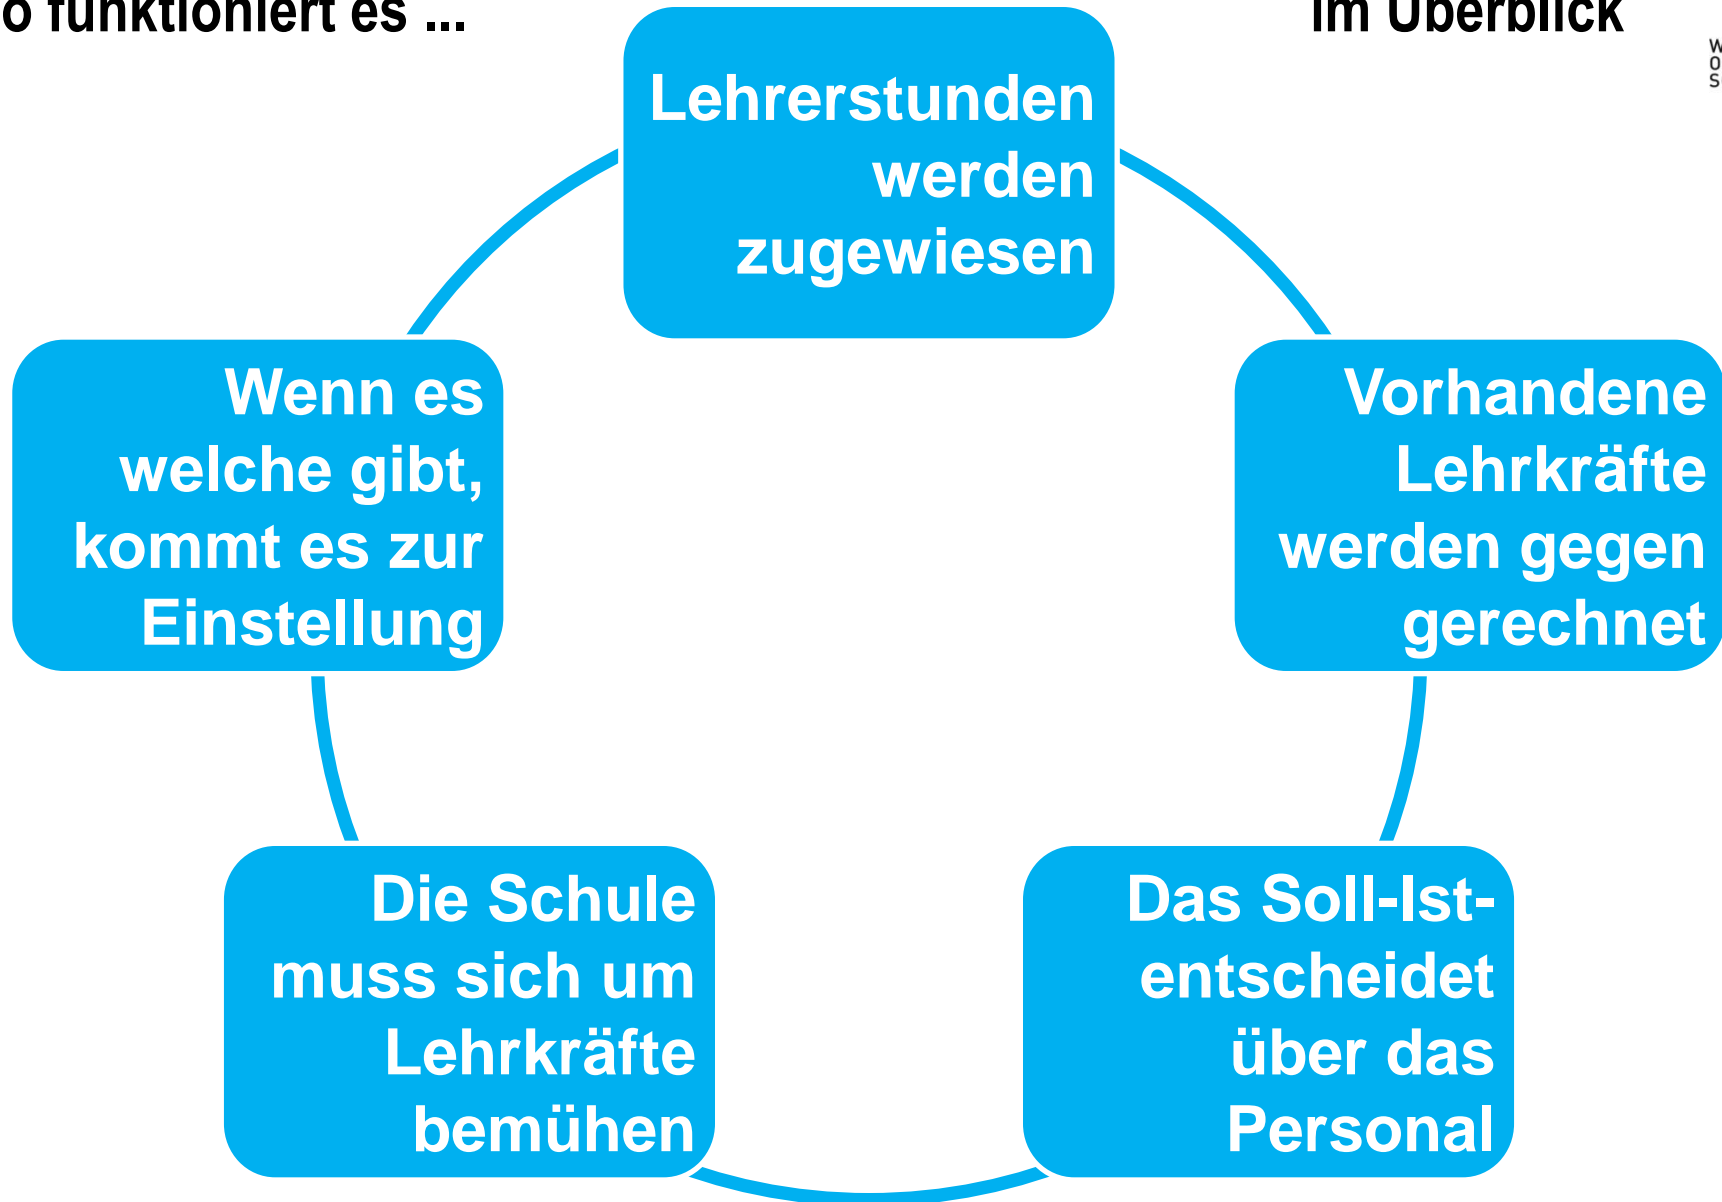 o funktioniert es ...
im Überblick
W
O
S
Lehrerstunden
werden
zugewiesen
Vorhandene
Lehrkräfte
werden gegen
gerechnet
Das Soll-Ist-
entscheidet
über das
Personal
Die Schule
muss sich um
Lehrkräfte
bemühen
Wenn es
welche gibt,
kommt es zur
Einstellung